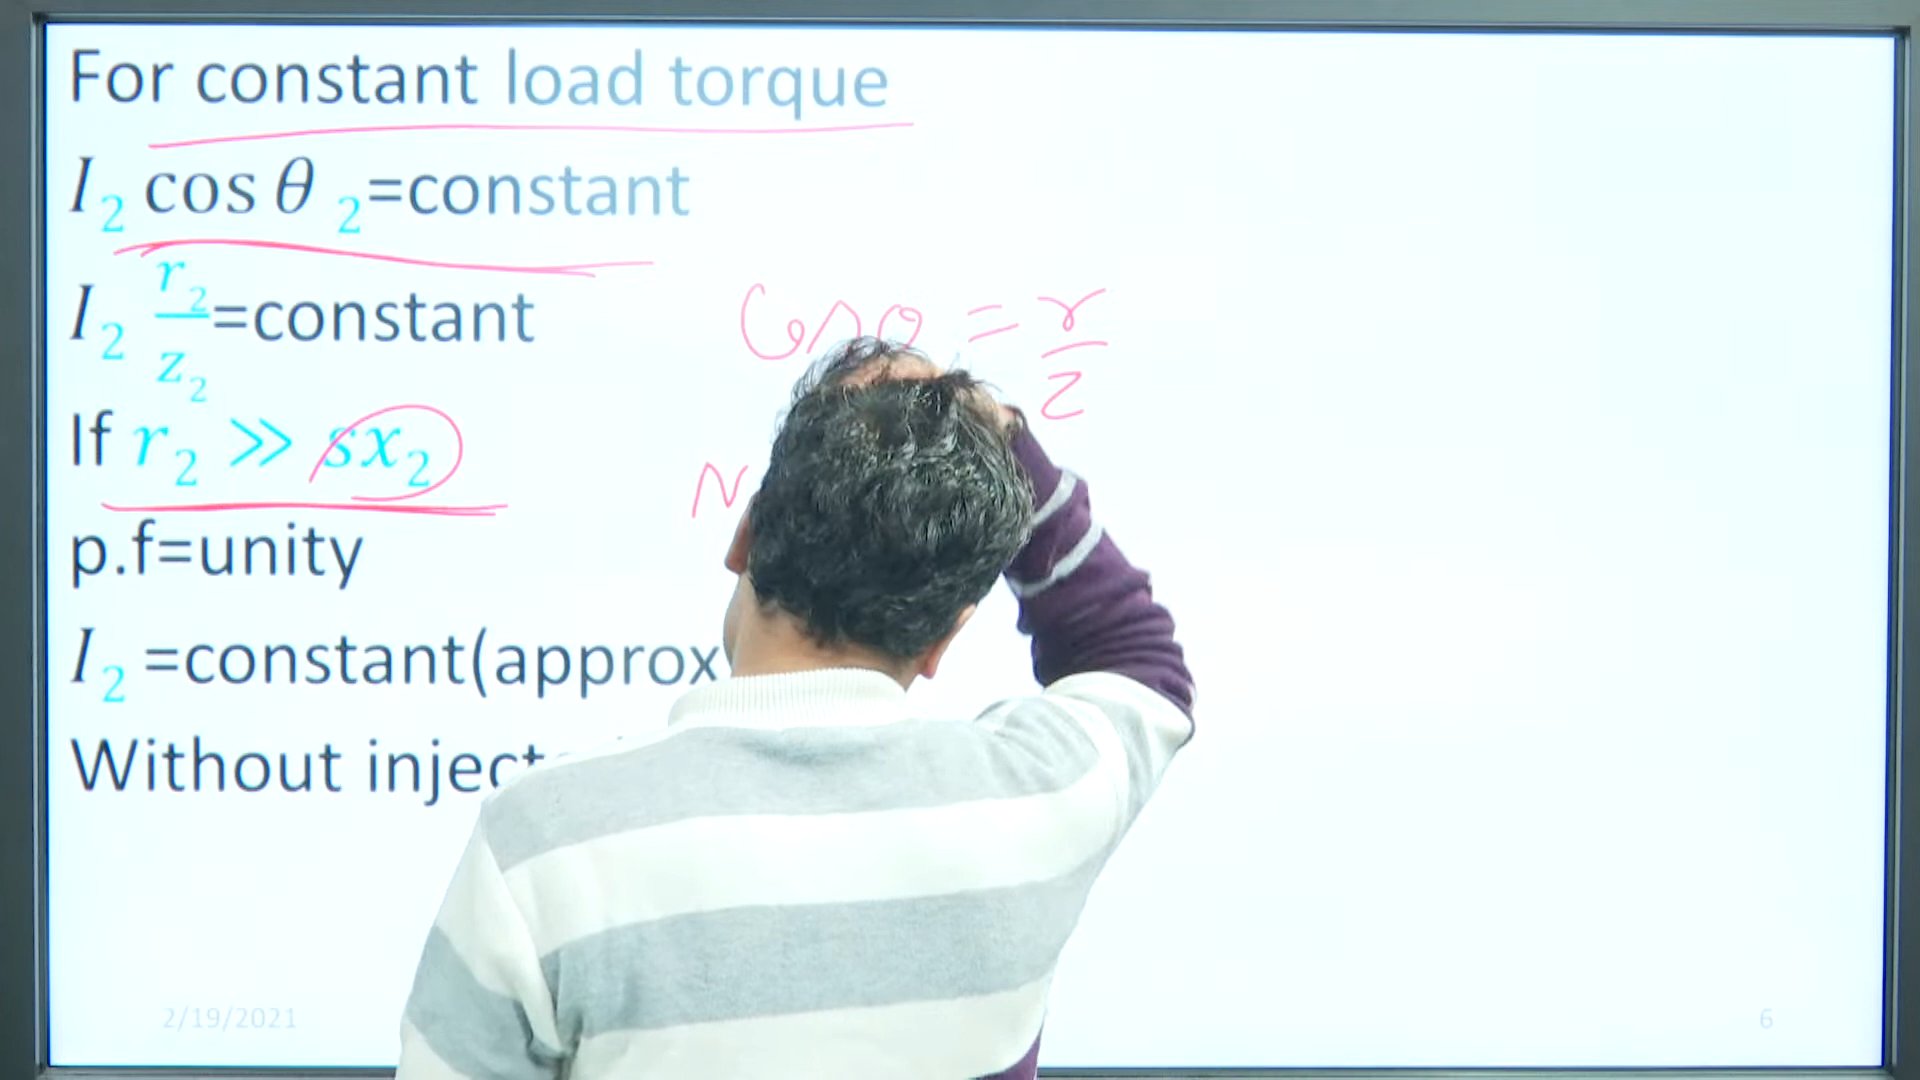 For constant load torque
I₂ cos θ ₂=constant
I₂ r₂/z₂=constant
cosθ = r/z
If r₂ ≫ sx₂
p.f=unity
I₂ =constant(approx
Without
2/19/2021
6